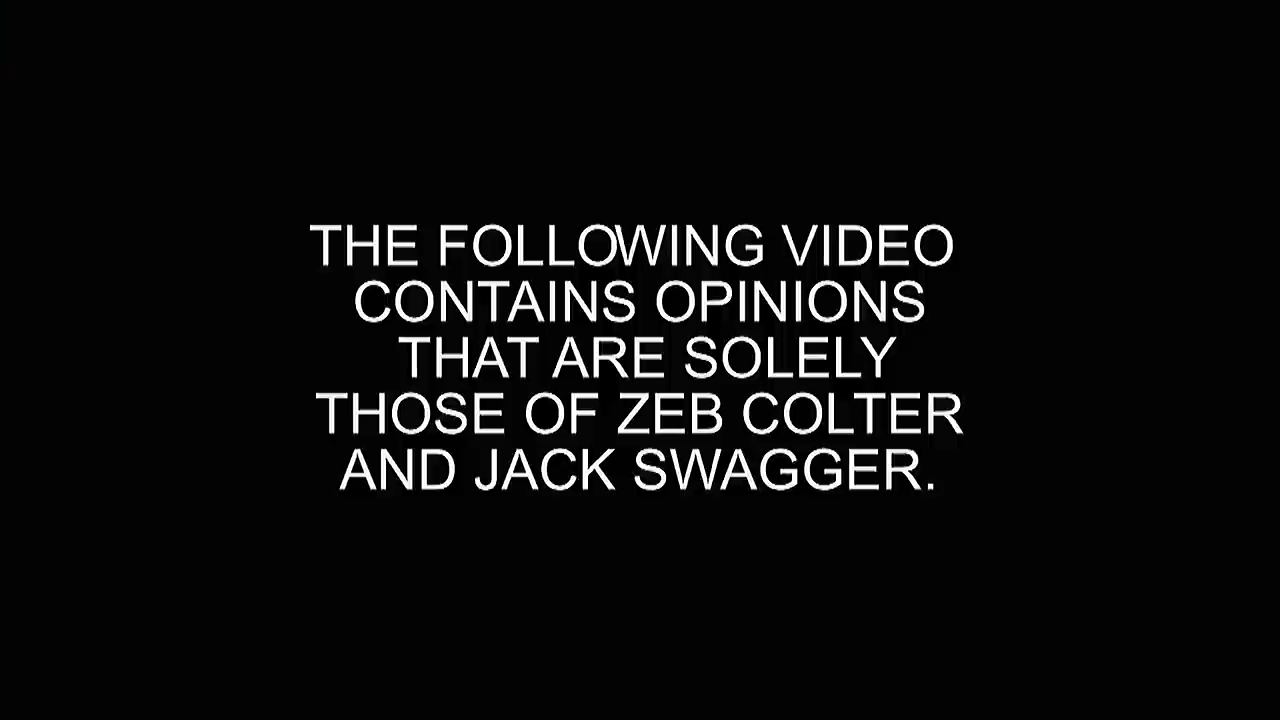 THE FOLLOWING VIDEO
CONTAINS OPINIONS
THAT ARE SOLELY
THOSE OF ZEB COLTER
AND JACK SWAGGER.